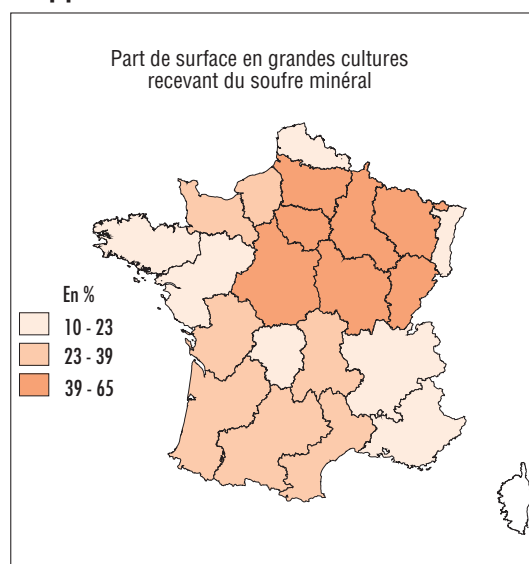 Part de surface en grandes cultures
recevant du soufre minéral
En %
10 - 23
23 - 39
39 - 65